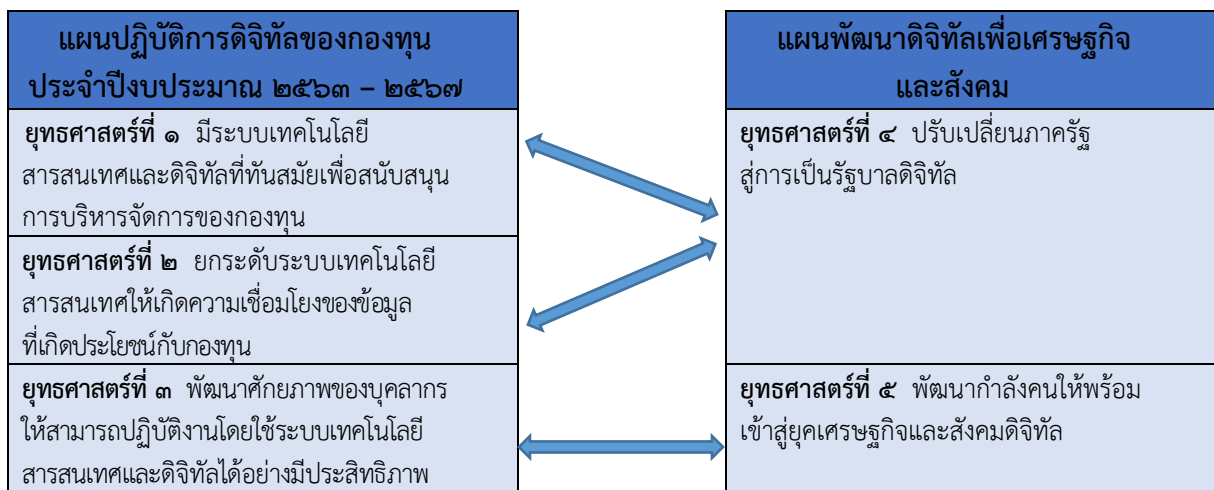 แผนปฏิบัติการดิจิทัลของกองทุน
ประจำปีงบประมาณ ๒๕๖๓ – ๒๕๖๗
ยุทธศาสตร์ที่ ๑ มีระบบเทคโนโลยี
สารสนเทศและดิจิทัลที่ทันสมัยเพื่อสนับสนุน
การบริหารจัดการของกองทุน
ยุทธศาสตร์ที่ ๒ ยกระดับระบบเทคโนโลยี
สารสนเทศให้เกิดความเชื่อมโยงของข้อมูล
ที่เกิดประโยชน์กับกองทุน
ยุทธศาสตร์ที่ ๓ พัฒนาศักยภาพของบุคลากร
ให้สามารถปฏิบัติงานโดยใช้ระบบเทคโนโลยี
สารสนเทศและดิจิทัลได้อย่างมีประสิทธิภาพ
แผนพัฒนาดิจิทัลเพื่อเศรษฐกิจ
และสังคม
ยุทธศาสตร์ที่ ๔ ปรับเปลี่ยนภาครัฐ
สู่การเป็นรัฐบาลดิจิทัล
ยุทธศาสตร์ที่ ๕ พัฒนากำลังคนให้พร้อม
เข้าสู่ยุคเศรษฐกิจและสังคมดิจิทัล